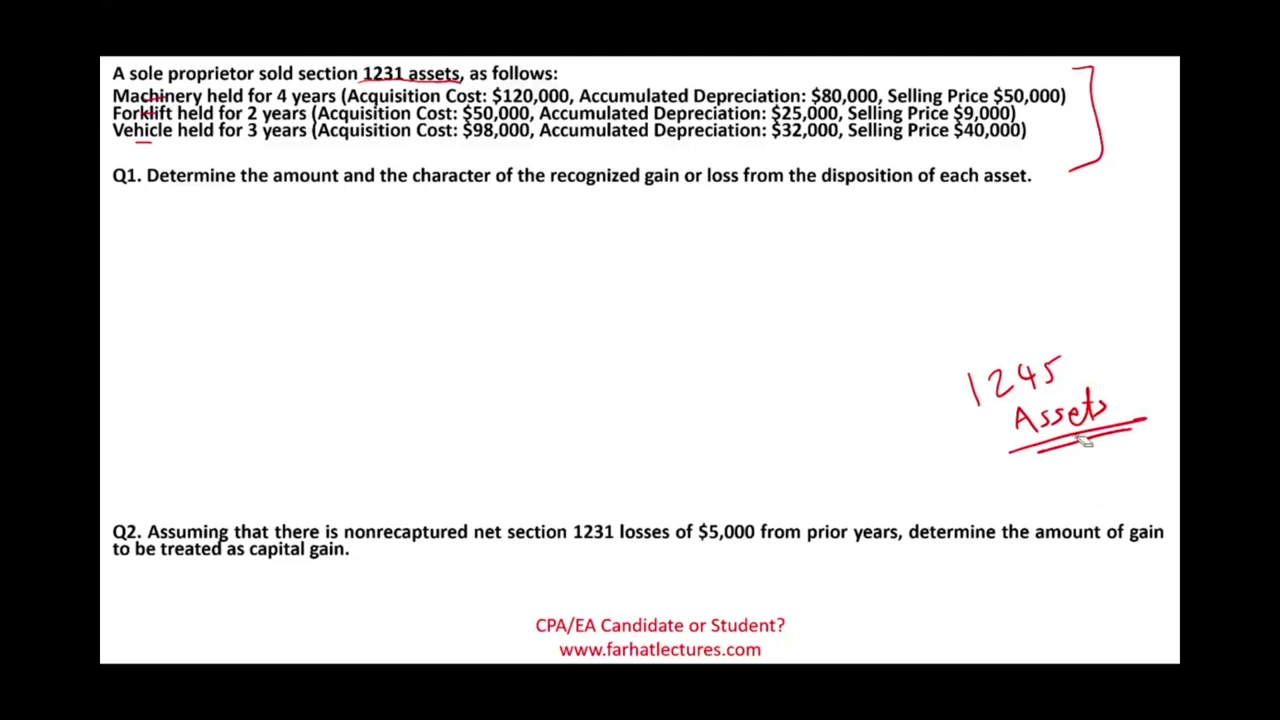 A sole proprietor sold section 1231 assets, as follows:
Machinery held for 4 years (Acquisition Cost: $120,000, Accumulated Depreciation: $80,000, Selling Price $50,000)
Forklift held for 2 years (Acquisition Cost: $50,000, Accumulated Depreciation: $25,000, Selling Price $9,000)
Vehicle held for 3 years (Acquisition Cost: $98,000, Accumulated Depreciation: $32,000, Selling Price $40,000)
Q1. Determine the amount and the character of the recognized gain or loss from the disposition of each asset.
1245
Assets
Q2. Assuming that there is nonrecaptured net section 1231 losses of $5,000 from prior years, determine the amount of gain
to be treated as capital gain.
CPA/EA Candidate or Student?
www.farhatlectures.com